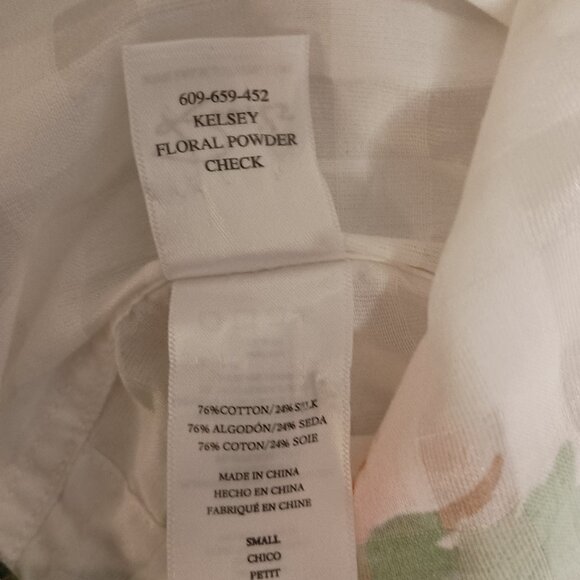 609-659-452
KELSEY
FLORAL POWDER
CHECK
76%COTTON/24% SILK
76% ALGODÓN/24% SEDA
76% COTON/24% SOIE
MADE IN CHINA
HECHO EN CHINA
FABRIQUÉ EN CHINE
SMALL
CHICO
PETIT